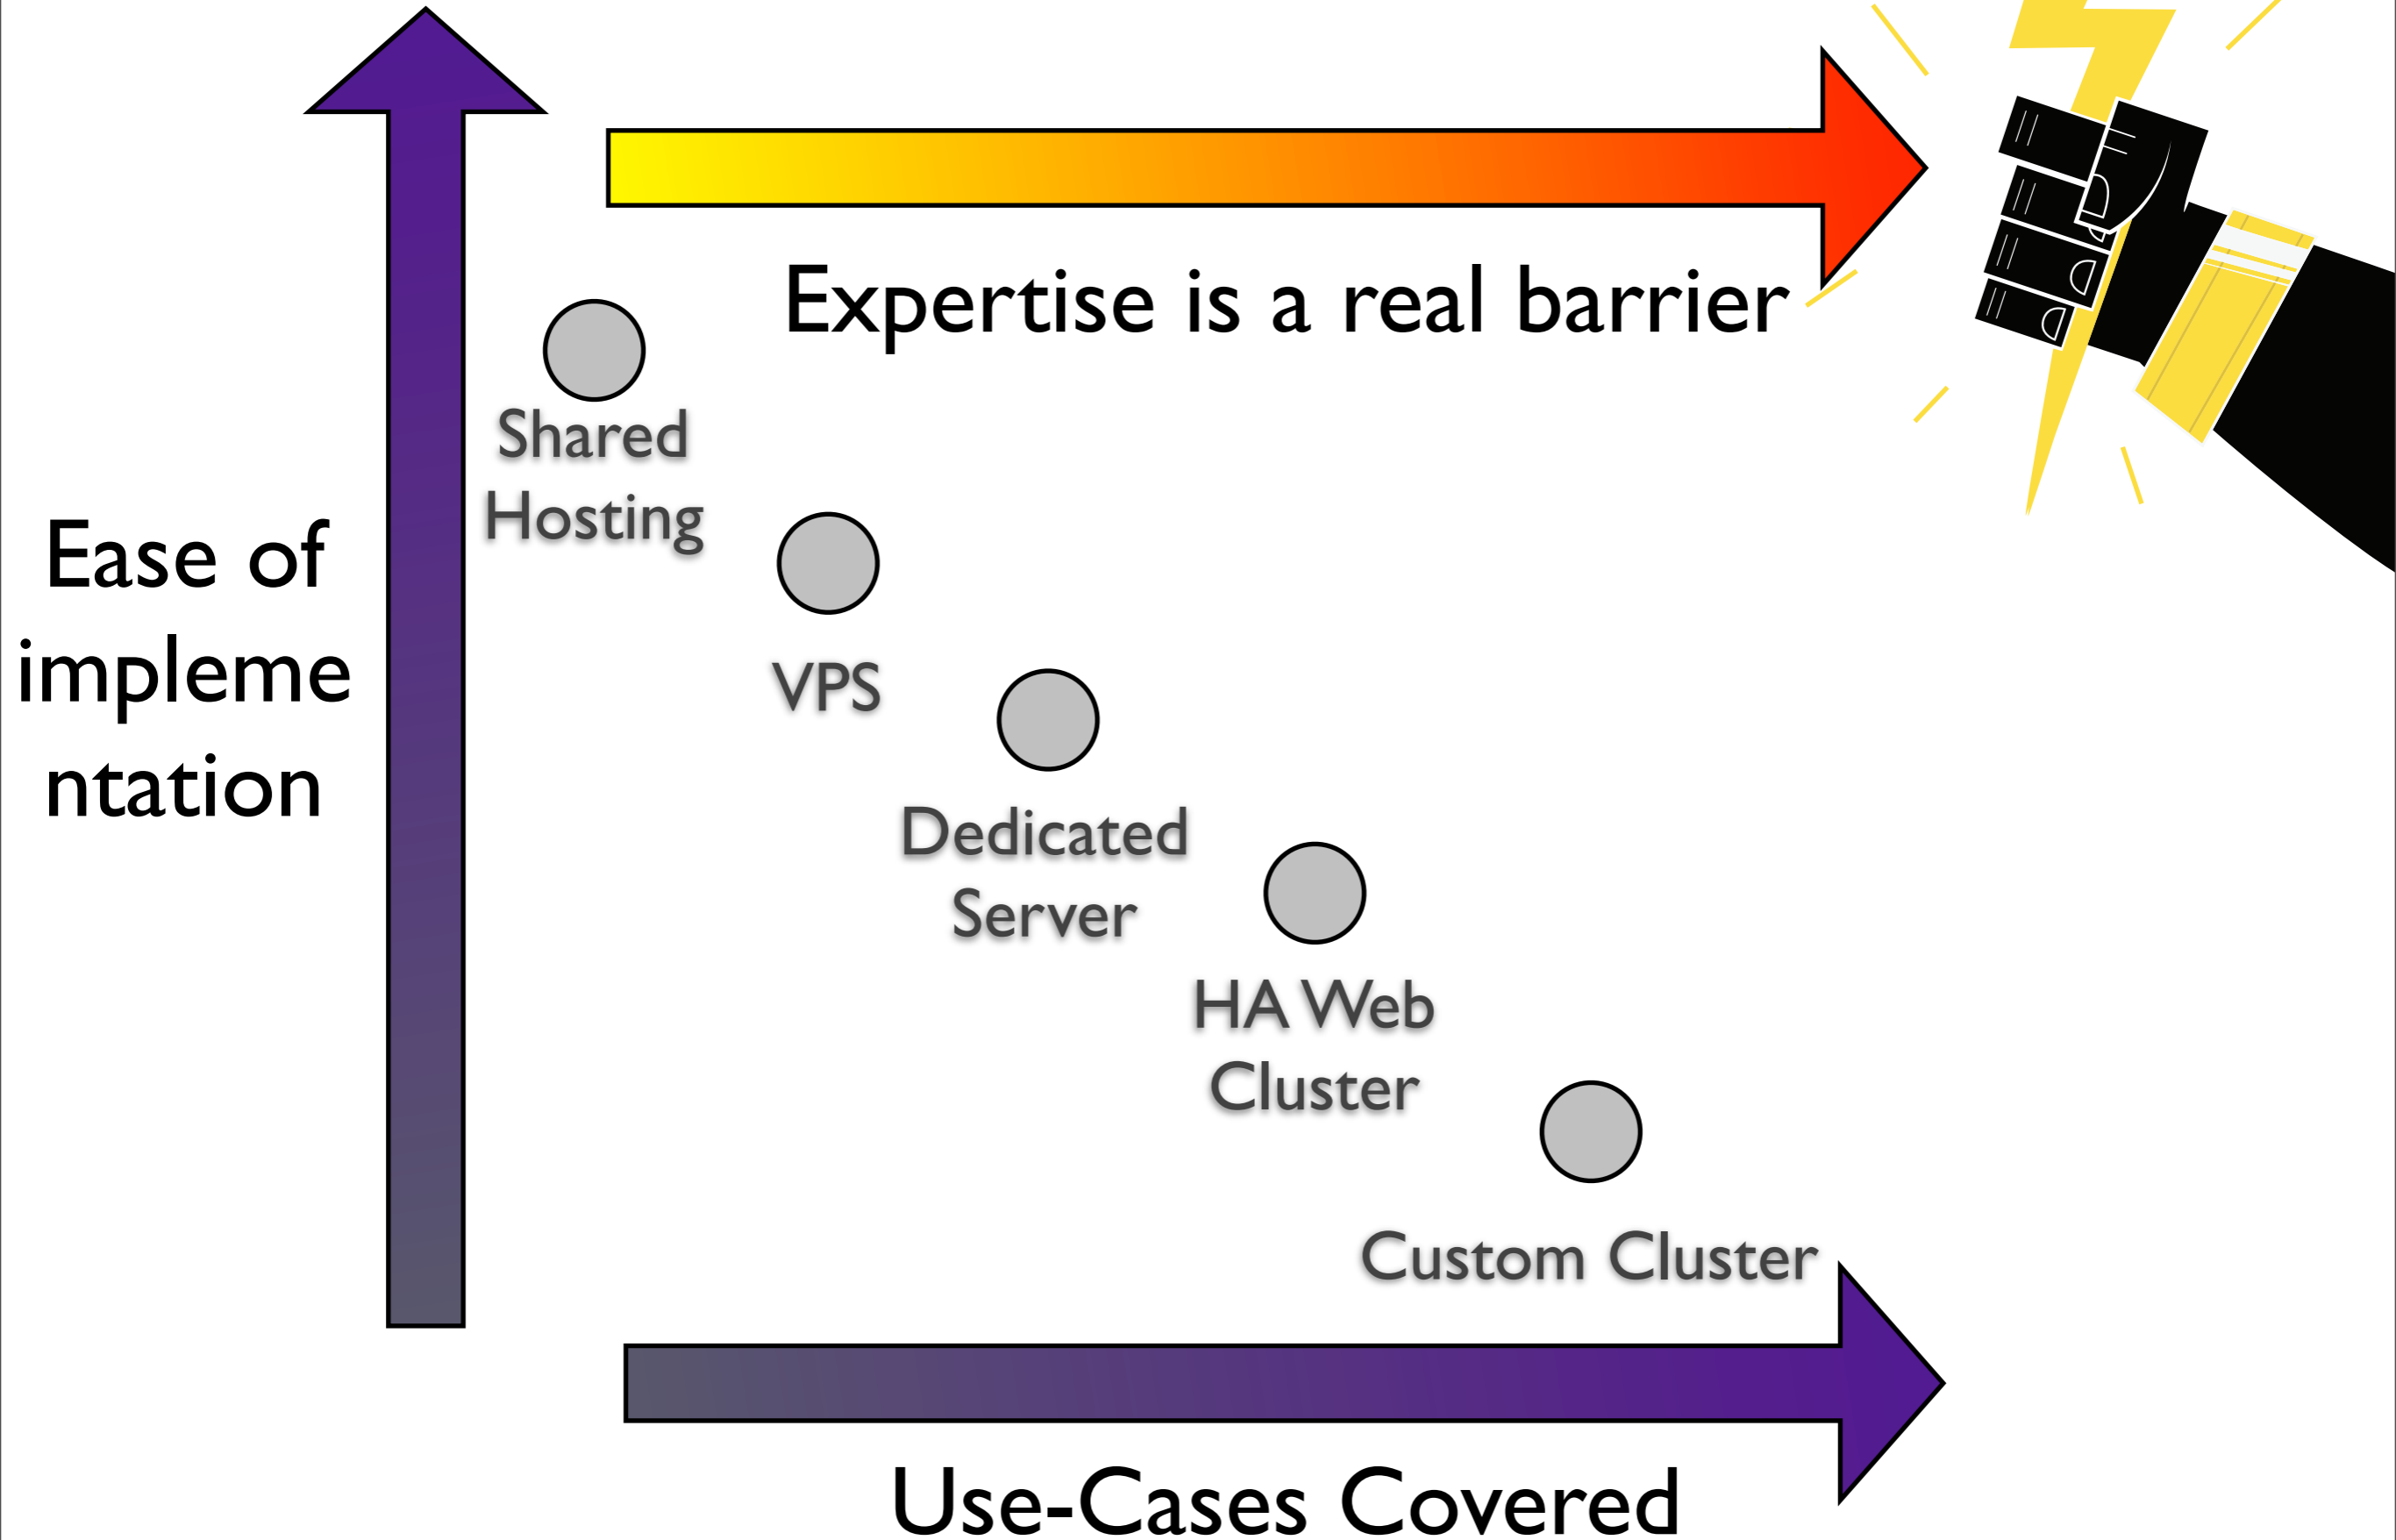 Expertise is a real barrier
Shared
Hosting
Ease of
impleme
ntation
VPS
Dedicated
Server
HA Web
Cluster
Custom Cluster
Use-Cases Covered